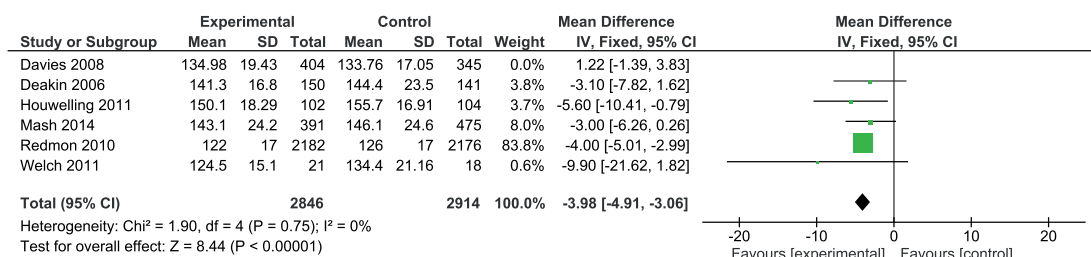 Experimental Control Mean Difference Mean Difference
Study or Subgroup Mean SD Total Mean SD Total Weight IV, Fixed, 95% CI IV, Fixed, 95% CI
Davies 2008 134.98 19.43 404 133.76 17.05 345 0.0% 1.22 [-1.39, 3.83]
Deakin 2006 141.3 16.8 150 144.4 23.5 141 3.8% -3.10 [-7.82, 1.62]
Houwelling 2011 150.1 18.29 102 155.7 16.91 104 3.7% -5.60 [-10.41, -0.79]
Mash 2014 143.1 24.2 391 146.1 24.6 475 8.0% -3.00 [-6.26, 0.26]
Redmon 2010 122 17 2182 126 17 2176 83.8% -4.00 [-5.01, -2.99]
Welch 2011 124.5 15.1 21 134.4 21.16 18 0.6% -9.90 [-21.62, 1.82]
Total (95% CI) 2846 2914 100.0% -3.98 [-4.91, -3.06]
Heterogeneity: Chi² = 1.90, df = 4 (P = 0.75); I² = 0%
Test for overall effect: Z = 8.44 (P < 0.00001)
-20 -10 0 10 20
Favours [experimental] Favours [control]